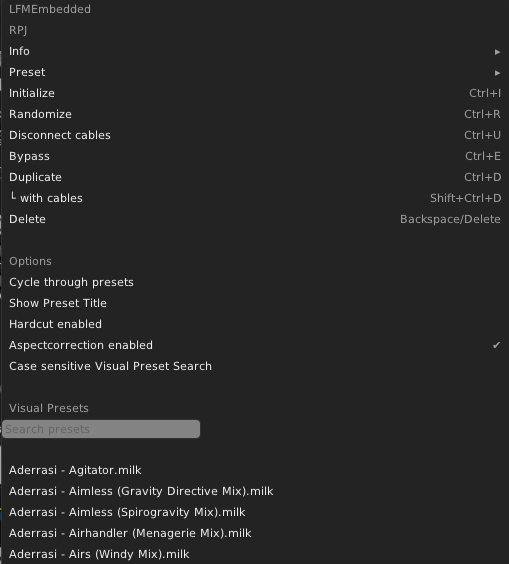 LFMEmbedded
RPJ
Info ▸
Preset ▸
Initialize Ctrl+I
Randomize Ctrl+R
Disconnect cables Ctrl+U
Bypass Ctrl+E
Duplicate Ctrl+D
└ with cables Shift+Ctrl+D
Delete Backspace/Delete
Options
Cycle through presets
Show Preset Title
Hardcut enabled
Aspectcorrection enabled ✔
Case sensitive Visual Preset Search
Visual Presets
Search presets
Aderrasi - Agitator.milk
Aderrasi - Aimless (Gravity Directive Mix).milk
Aderrasi - Aimless (Spirogravity Mix).milk
Aderrasi - Airhandler (Menagerie Mix).milk
Aderrasi - Airs (Windy Mix).milk